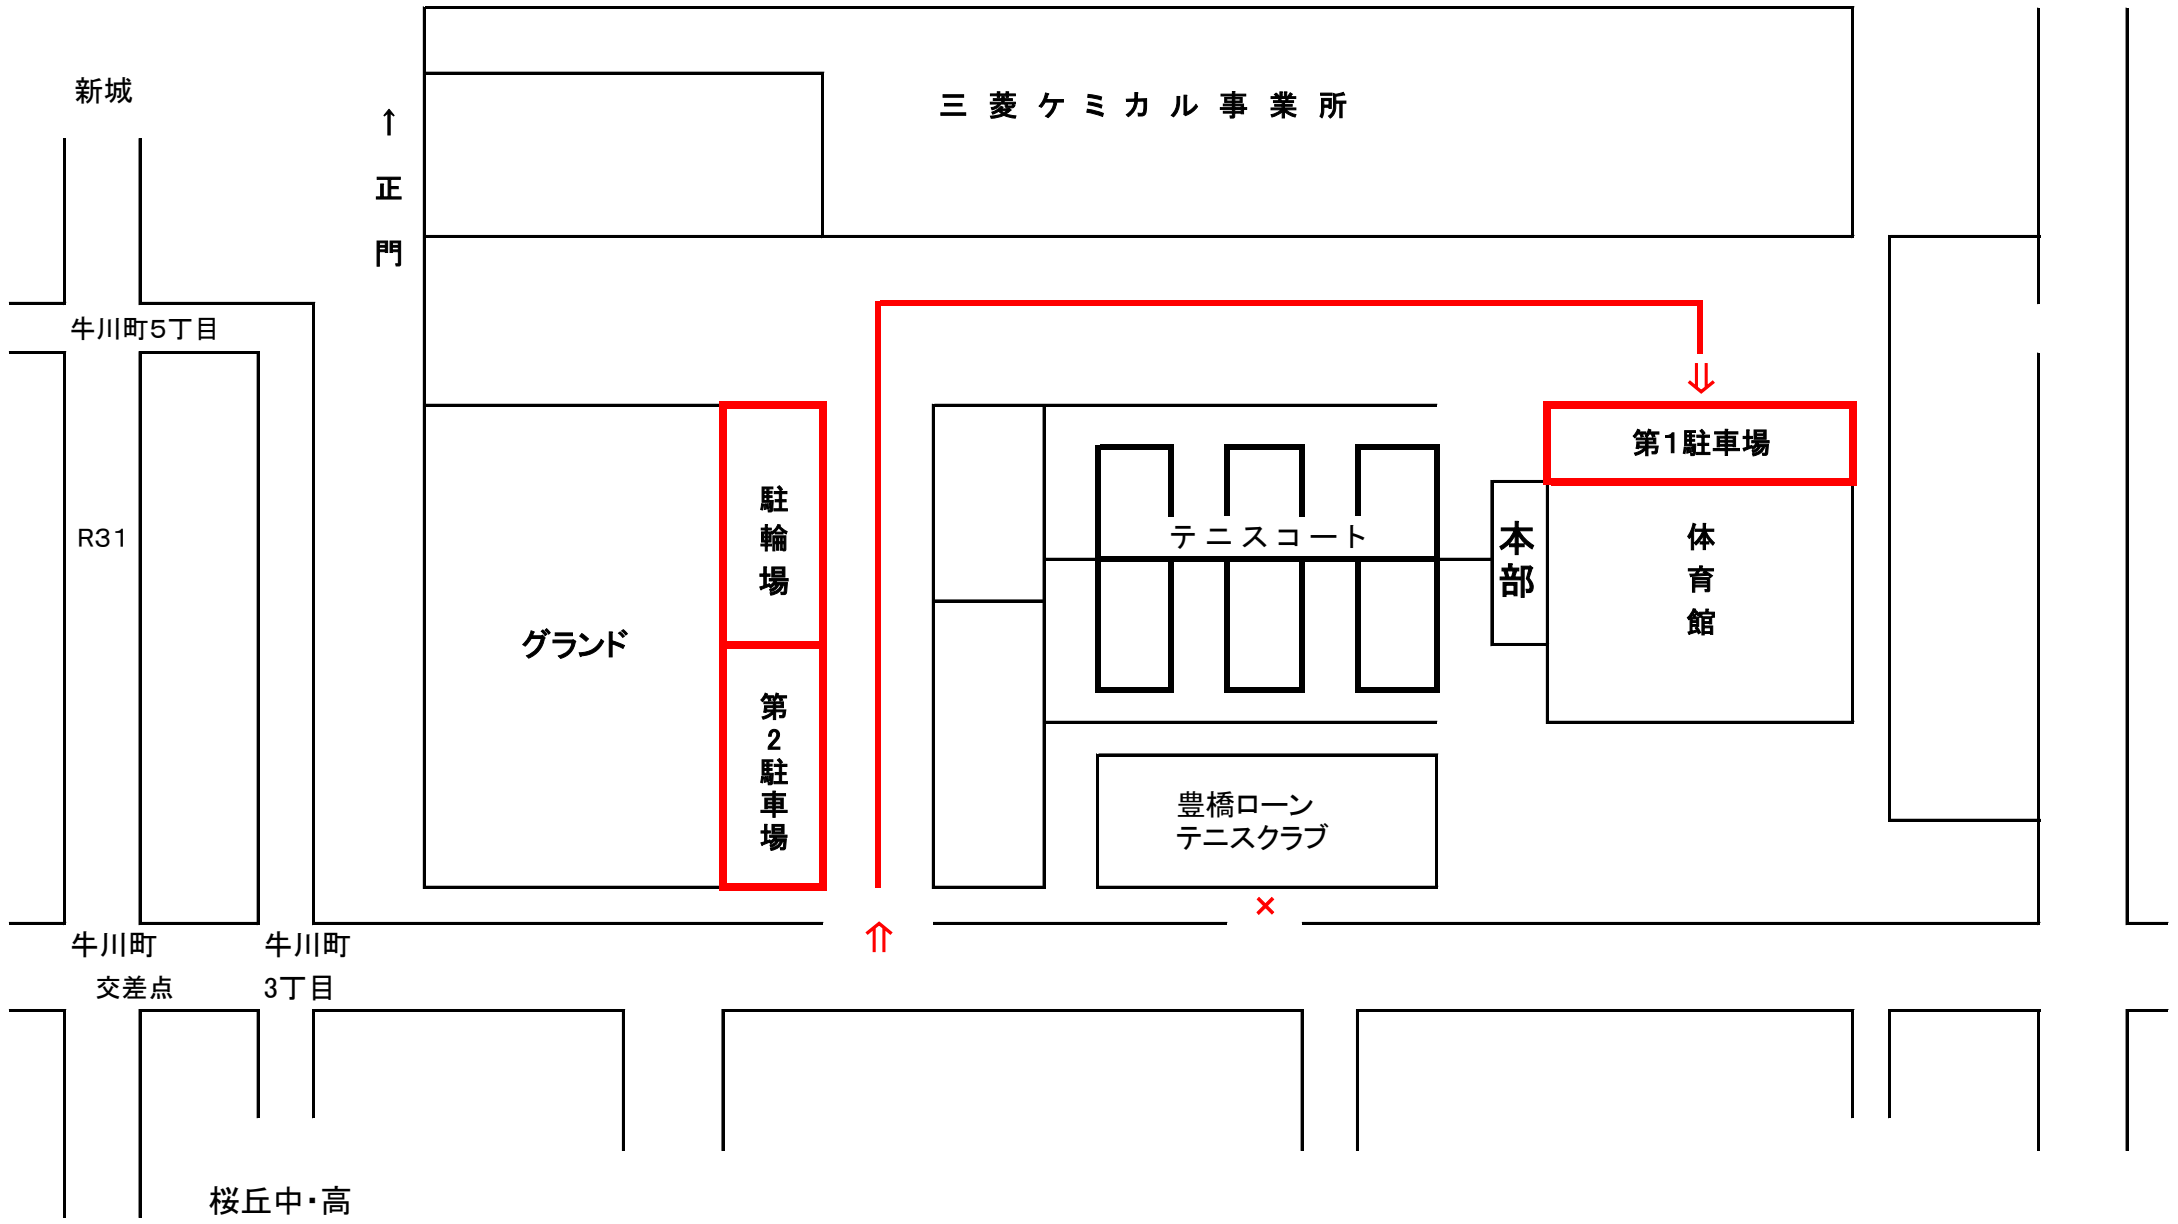 新城
三菱ケミカル事業所
↑正門
牛川町5丁目
第1駐車場
R31
駐輪場
テニスコート
本部
体育館
グランド
第2駐車場
豊橋ローン
テニスクラブ
×
⇑
⇓
牛川町
交差点
牛川町
3丁目
桜丘中・高